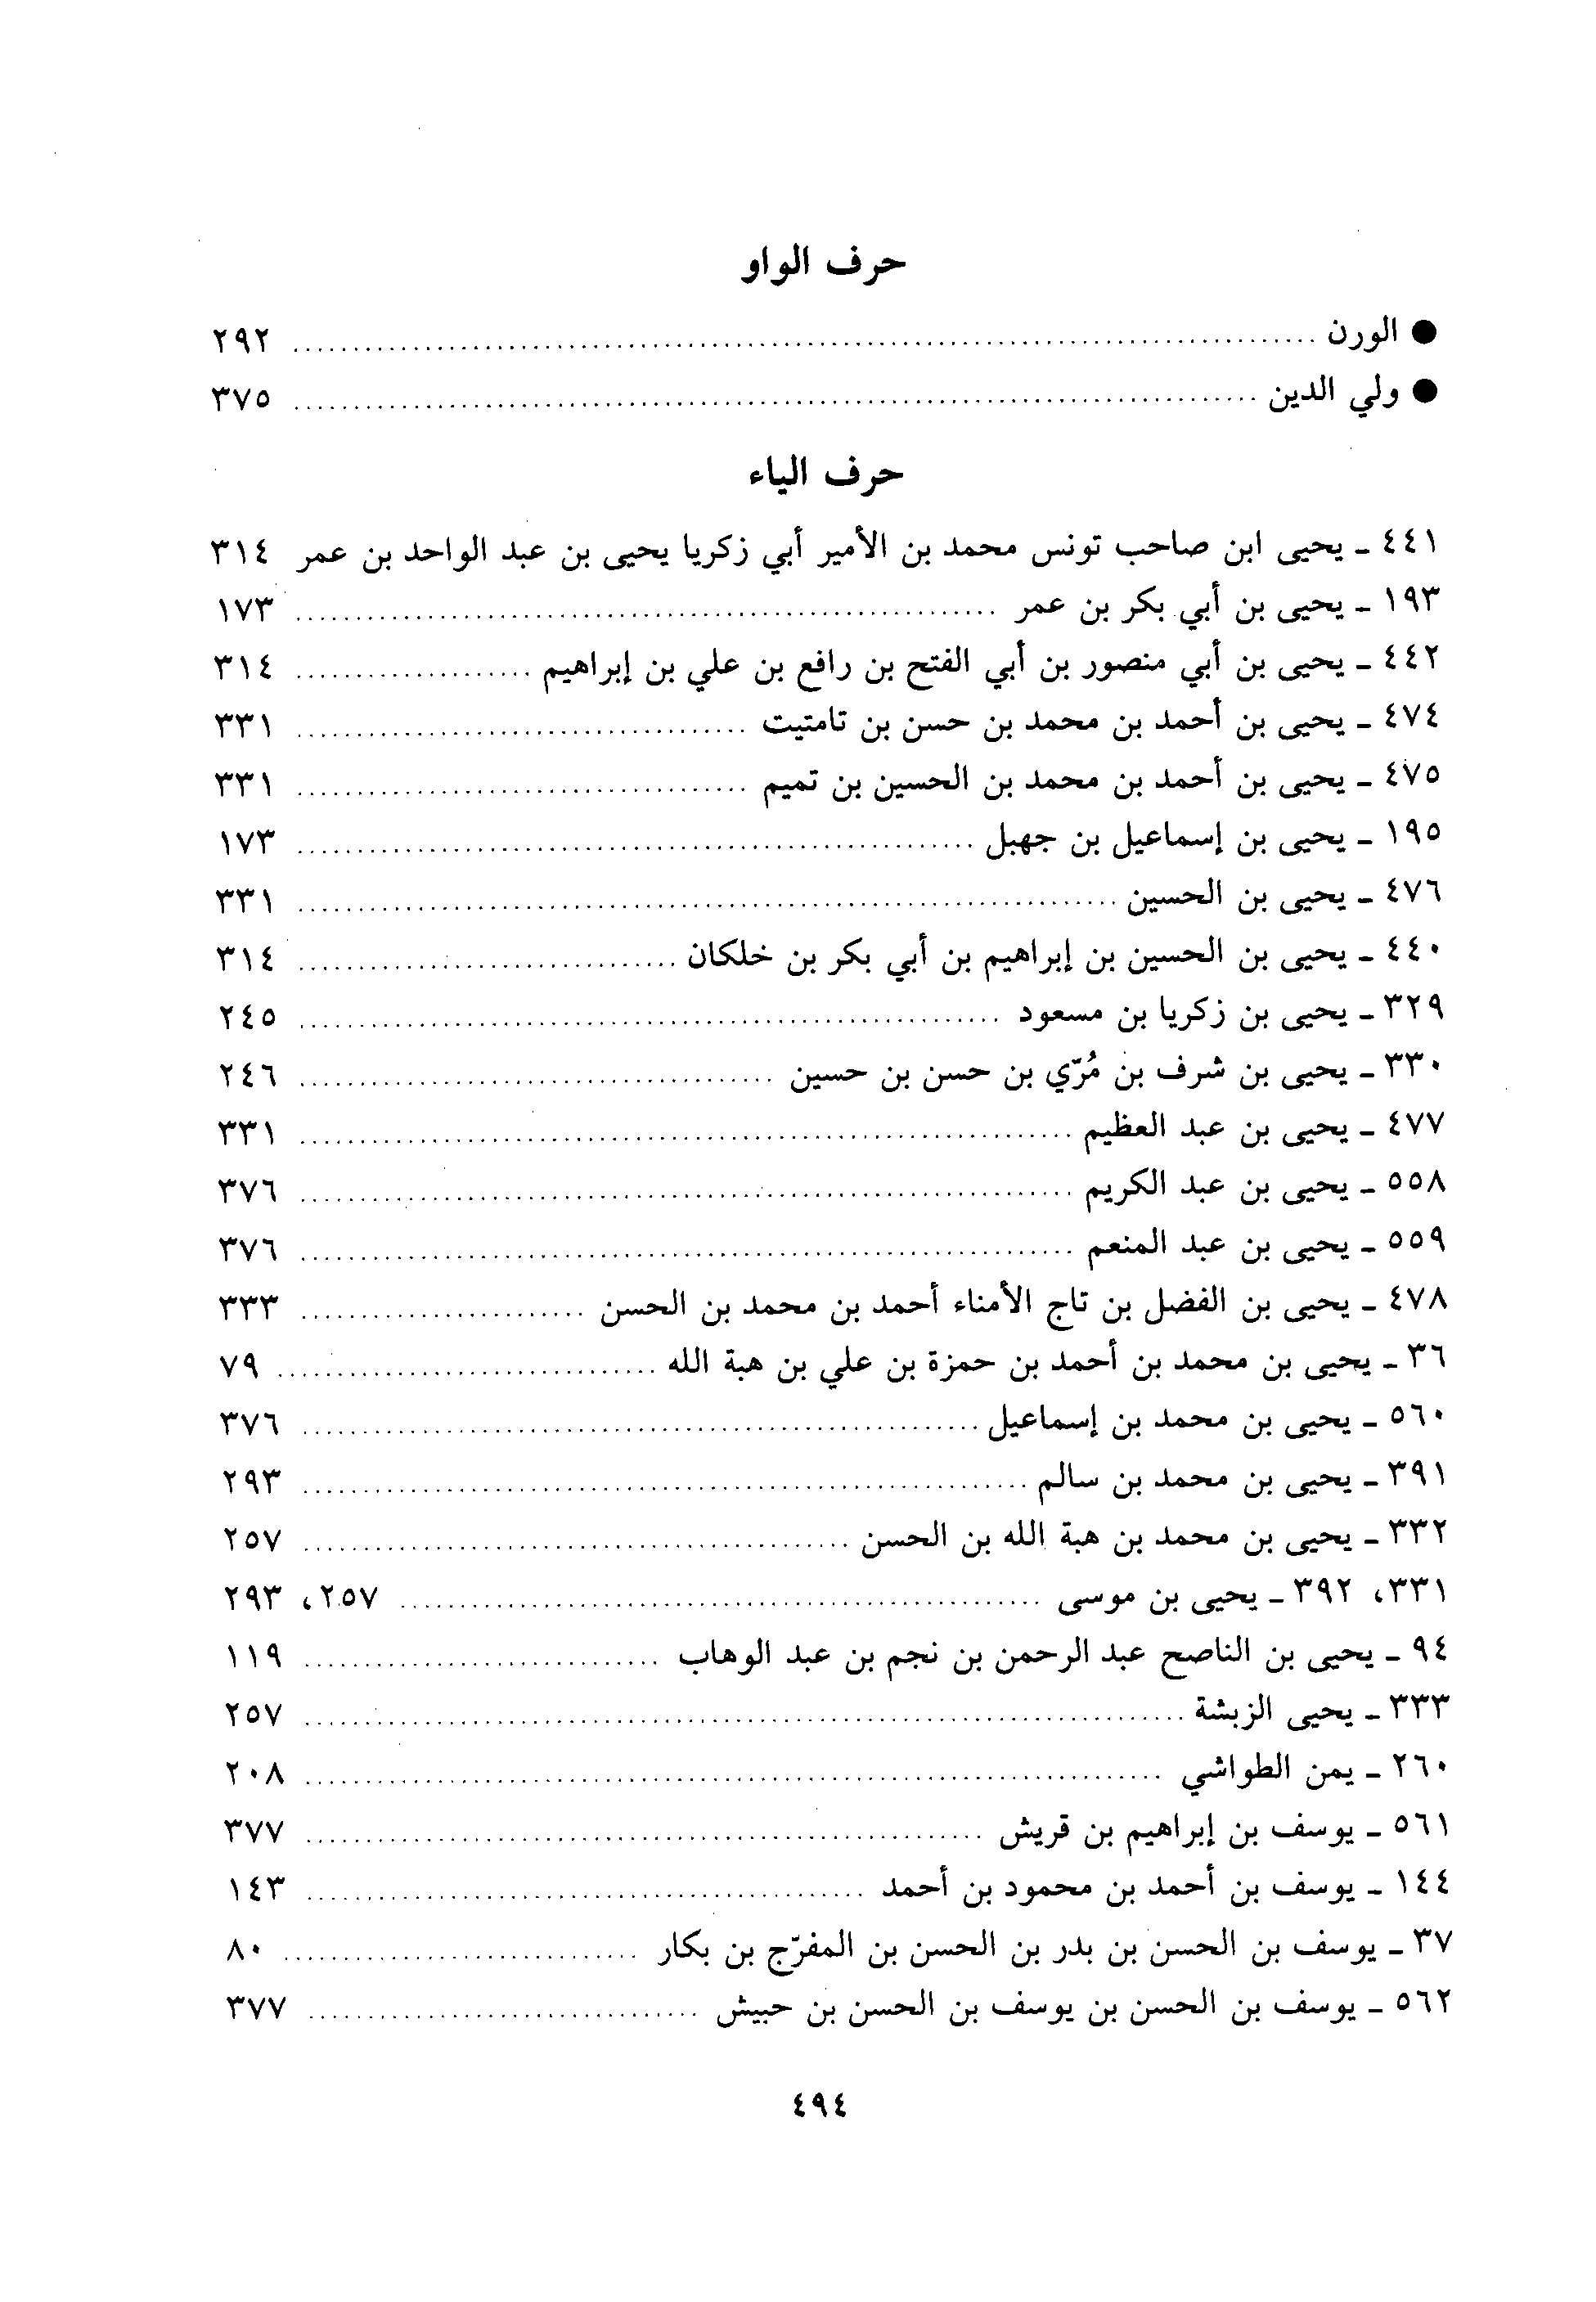 حرف الواو
● الورن ........................................ ٢٩٢
● ولي الدين ........................................ ٣٧٥
حرف الياء
٤٤١ ـ يحيى ابن صاحب تونس محمد بن الأمير أبي زكريا يحيى بن عبد الواحد بن عمر ٣١٤
١٩٣ ـ يحيى بن أبي بكر بن عمر ........................................ ١٧٣
٤٤٢ ـ يحيى بن أبي منصور بن أبي الفتح بن رافع بن علي بن إبراهيم .................... ٣١٤
٤٧٤ ـ يحيى بن أحمد بن محمد بن حسن بن تامتيت ........................................ ٣٣١
٤٧٥ ـ يحيى بن أحمد بن محمد بن الحسين بن تميم ........................................ ٣٣١
١٩٥ ـ يحيى بن إسماعيل بن جهبل ........................................ ١٧٣
٤٧٦ ـ يحيى بن الحسين ........................................ ٣٣١
٤٤٠ ـ يحيى بن الحسين بن إبراهيم بن أبي بكر بن خلكان .............................. ٣١٤
٣٢٩ ـ يحيى بن زكريا بن مسعود ........................................ ٢٤٥
٣٣٠ ـ يحيى بن شرف بن مُرّي بن حسن بن حسين ........................................ ٢٤٦
٤٧٧ ـ يحيى بن عبد العظيم ........................................ ٣٣١
٥٥٨ ـ يحيى بن عبد الكريم ........................................ ٣٧٦
٥٥٩ ـ يحيى بن عبد المنعم ........................................ ٣٧٦
٤٧٨ ـ يحيى بن الفضل بن تاج الأمناء أحمد بن محمد بن الحسن ........................ ٣٣٣
٣٦ ـ يحيى بن محمد بن أحمد بن حمزة بن علي بن هبة الله .............................. ٧٩
٥٦٠ ـ يحيى بن محمد بن إسماعيل ........................................ ٣٧٦
٣٩١ ـ يحيى بن محمد بن سالم ........................................ ٢٩٣
٣٣٢ ـ يحيى بن محمد بن هبة الله بن الحسن ........................................ ٢٥٧
٣٣١، ٣٩٢ ـ يحيى بن موسى ........................................ ٢٥٧، ٢٩٣
٩٤ ـ يحيى بن الناصح عبد الرحمن بن نجم بن عبد الوهاب .............................. ١١٩
٣٣٣ ـ يحيى الزبشة ........................................ ٢٥٧
٢٦٠ ـ يمن الطواشي ........................................ ٢٠٨
٥٦١ ـ يوسف بن إبراهيم بن قريش ........................................ ٣٧٧
١٤٤ ـ يوسف بن أحمد بن محمود بن أحمد ........................................ ١٤٣
٣٧ ـ يوسف بن الحسن بن بدر بن الحسن بن المفرّج بن بكار .............................. ٨٠
٥٦٢ ـ يوسف بن الحسن بن يوسف بن الحسن بن حبيش .............................. ٣٧٧
٤٩٤